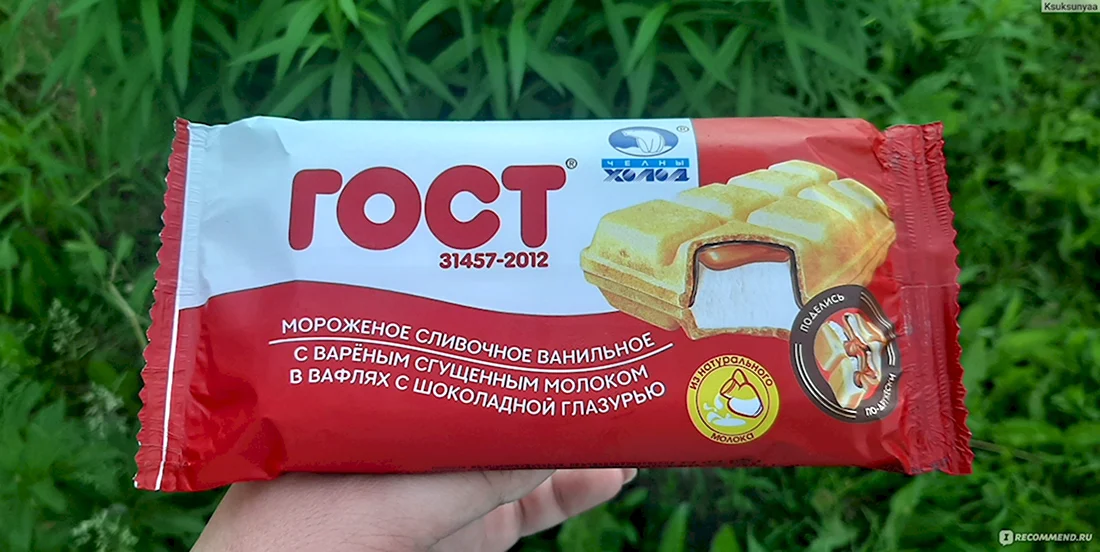 Ksuksunyaa
ГОСТ®
31457-2012
®
ЧЕЛНЫ
ХОЛОД
МОРОЖЕНОЕ СЛИВОЧНОЕ ВАНИЛЬНОЕ
С ВАРЁНЫМ СГУЩЕННЫМ МОЛОКОМ
В ВАФЛЯХ С ШОКОЛАДНОЙ ГЛАЗУРЬЮ
ИЗ НАТУРАЛЬНОГО
МОЛОКА
ПОДЕЛИСЬ
ПО-ДРУЖЕСКИ
IRECOMMEND.RU